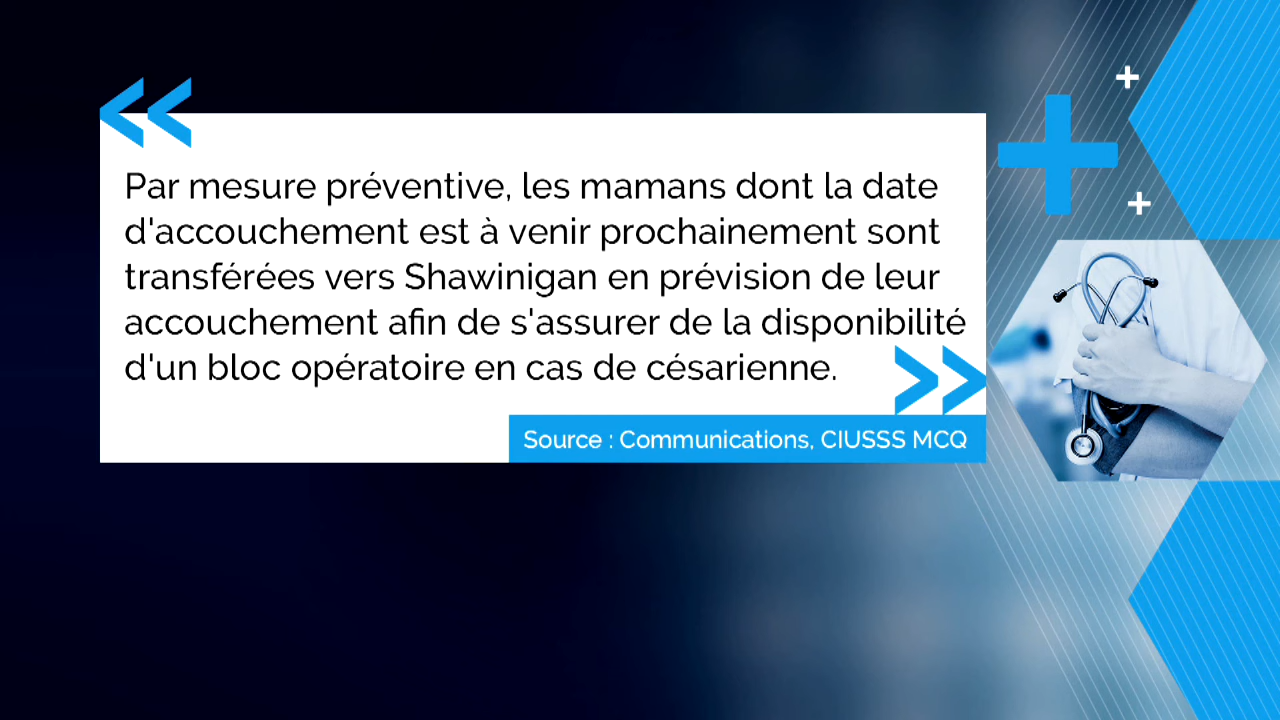 Par mesure préventive, les mamans dont la date
d'accouchement est à venir prochainement sont
transférées vers Shawinigan en prévision de leur
accouchement afin de s'assurer de la disponibilité
d'un bloc opératoire en cas de césarienne.
Source : Communications, CIUSSS MCQ